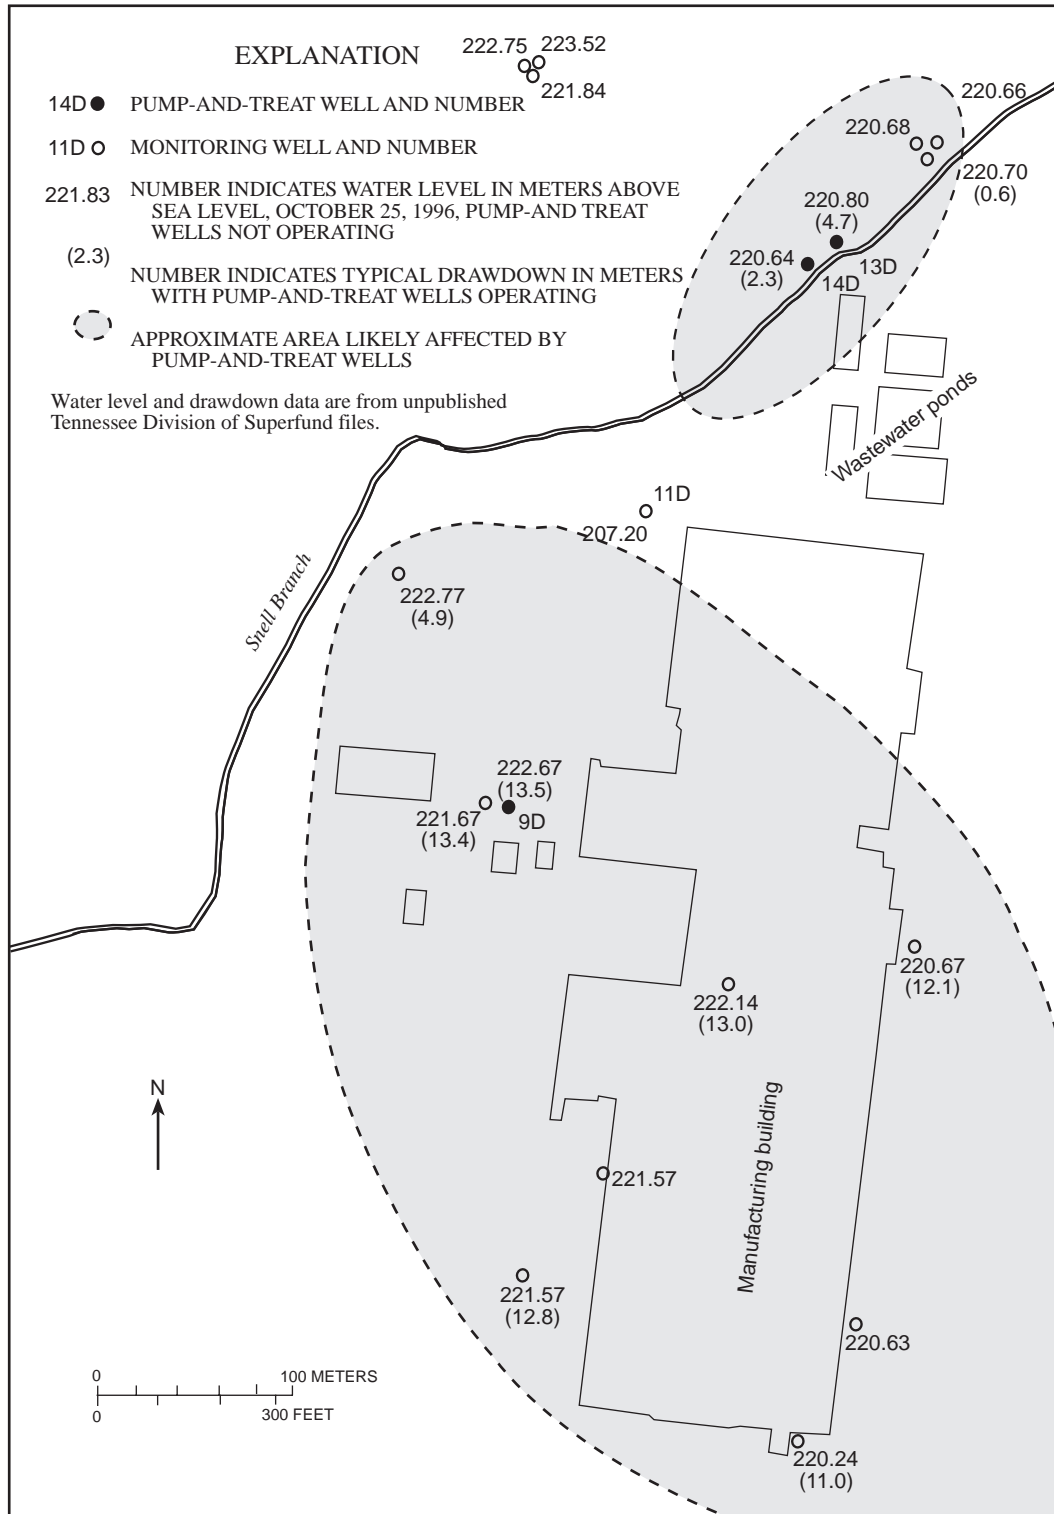 EXPLANATION
14D PUMP-AND-TREAT WELL AND NUMBER
11D MONITORING WELL AND NUMBER
221.83 NUMBER INDICATES WATER LEVEL IN METERS ABOVE
SEA LEVEL, OCTOBER 25, 1996, PUMP-AND TREAT
WELLS NOT OPERATING
(2.3)
NUMBER INDICATES TYPICAL DRAWDOWN IN METERS
WITH PUMP-AND-TREAT WELLS OPERATING
APPROXIMATE AREA LIKELY AFFECTED BY
PUMP-AND-TREAT WELLS
Water level and drawdown data are from unpublished
Tennessee Division of Superfund files.
222.75 223.52
221.84
220.66
220.68
220.70
(0.6)
220.80
(4.7)
220.64
(2.3)
13D
14D
Wastewater ponds
11D
207.20
Snell Branch
222.77
(4.9)
222.67
(13.5)
221.67
(13.4)
9D
220.67
(12.1)
222.14
(13.0)
N
Manufacturing building
221.57
221.57
(12.8)
220.63
220.24
(11.0)
0 100 METERS
0 300 FEET